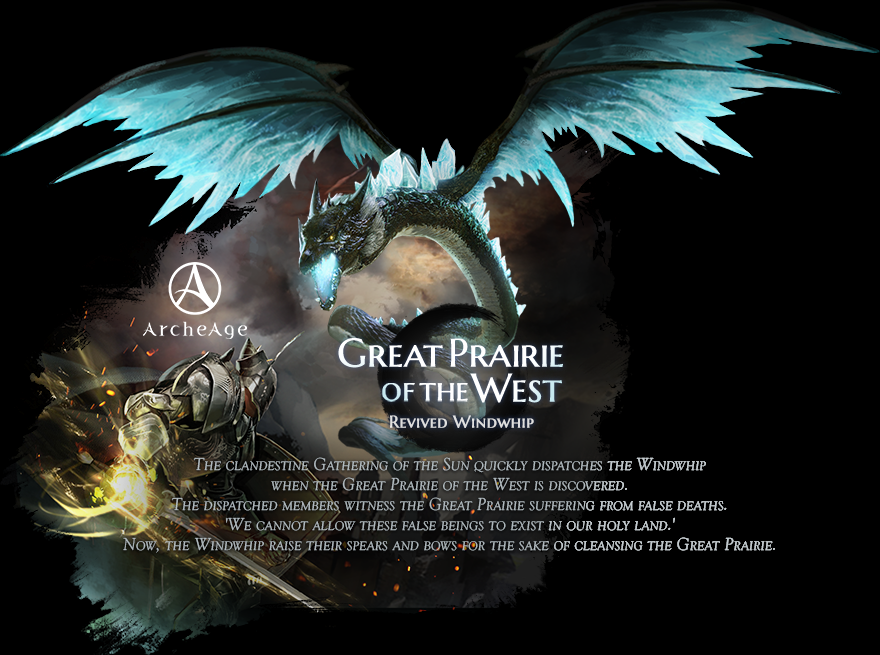 ArcheAge
Great Prairie
of the West
Revived Windwhip
The clandestine Gathering of the Sun quickly dispatches the Windwhip
when the Great Prairie of the West is discovered.
The dispatched members witness the Great Prairie suffering from false deaths.
'We cannot allow these false beings to exist in our holy land.'
Now, the Windwhip raise their spears and bows for the sake of cleansing the Great Prairie.